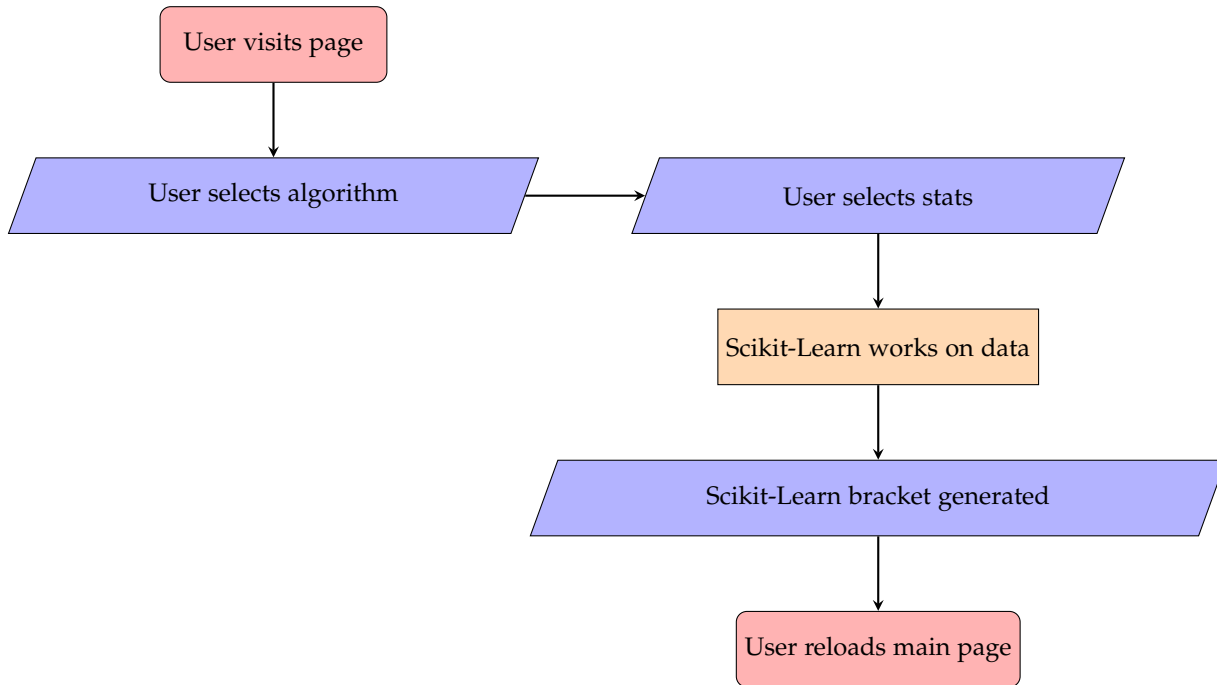 User visits page
User selects algorithm
User selects stats
Scikit-Learn works on data
Scikit-Learn bracket generated
User reloads main page